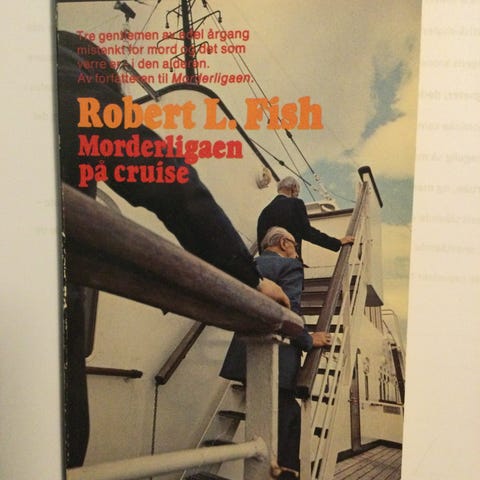 Tre gentlemen av edel årgang
mistenkt for mord og det som
verre er - i den alderen.
Av forfatteren til Morderligaen.
Robert L. Fish
Morderligaen
på cruise